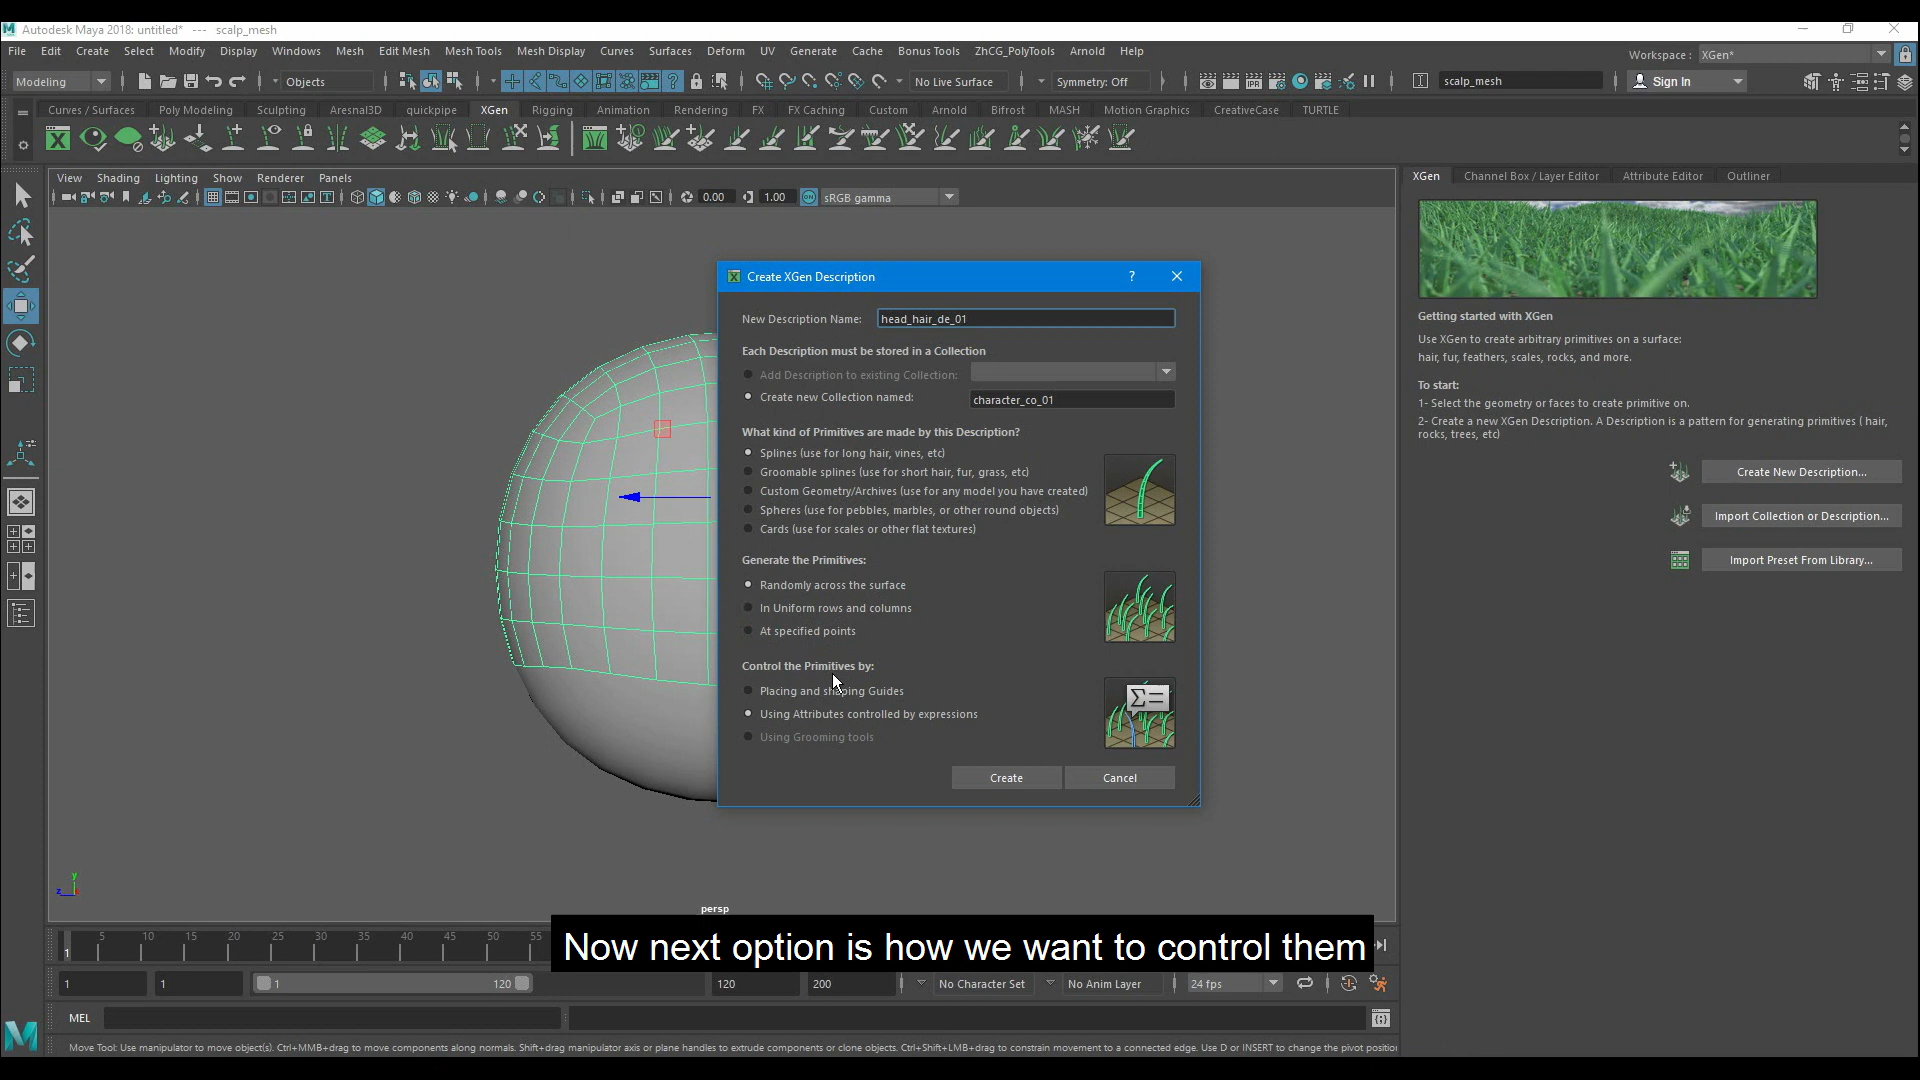 Autodesk Maya 2018: untitled* --- scalp_mesh
File Edit Create Select Modify Display Windows Mesh Edit Mesh Mesh Tools Mesh Display Curves Surfaces Deform UV Generate Cache Bonus Tools ZhCG_PolyTools Arnold Help
Workspace : XGen*
Modeling Objects No Live Surface Symmetry: Off scalp_mesh Sign In
Curves / Surfaces Poly Modeling Sculpting Aresnal3D quickpipe XGen Rigging Animation Rendering FX FX Caching Custom Arnold Bifrost MASH Motion Graphics CreativeCase TURTLE
View Shading Lighting Show Renderer Panels
0.00 1.00 sRGB gamma
XGen Channel Box / Layer Editor Attribute Editor Outliner
Create XGen Description ?
New Description Name: head_hair_de_01
Each Description must be stored in a Collection
Add Description to existing Collection:
Create new Collection named: character_co_01
What kind of Primitives are made by this Description?
Splines (use for long hair, vines, etc)
Groomable splines (use for short hair, fur, grass, etc)
Custom Geometry/Archives (use for any model you have created)
Spheres (use for pebbles, marbles, or other round objects)
Cards (use for scales or other flat textures)
Generate the Primitives:
Randomly across the surface
In Uniform rows and columns
At specified points
Control the Primitives by:
Placing and shaping Guides
Using Attributes controlled by expressions
Using Grooming tools
Σ=
Create Cancel
Getting started with XGen
Use XGen to create arbitrary primitives on a surface:
hair, fur, feathers, scales, rocks, and more.
To start:
1- Select the geometry or faces to create primitive on.
2- Create a new XGen Description. A Description is a pattern for generating primitives ( hair,
rocks, trees, etc)
Create New Description...
Import Collection or Description...
Import Preset From Library...
y
z
persp
1 5 10 15 20 25 30 35 40 45 50 55
Now next option is how we want to control them
1 1 1 120 120 200 No Character Set No Anim Layer 24 fps
MEL
Move Tool: Use manipulator to move object(s). Ctrl+MMB+drag to move components along normals. Shift+drag manipulator axis or plane handles to extrude components or clone objects. Ctrl+Shift+LMB+drag to constrain movement to a connected edge. Use D or INSERT to change the pivot position